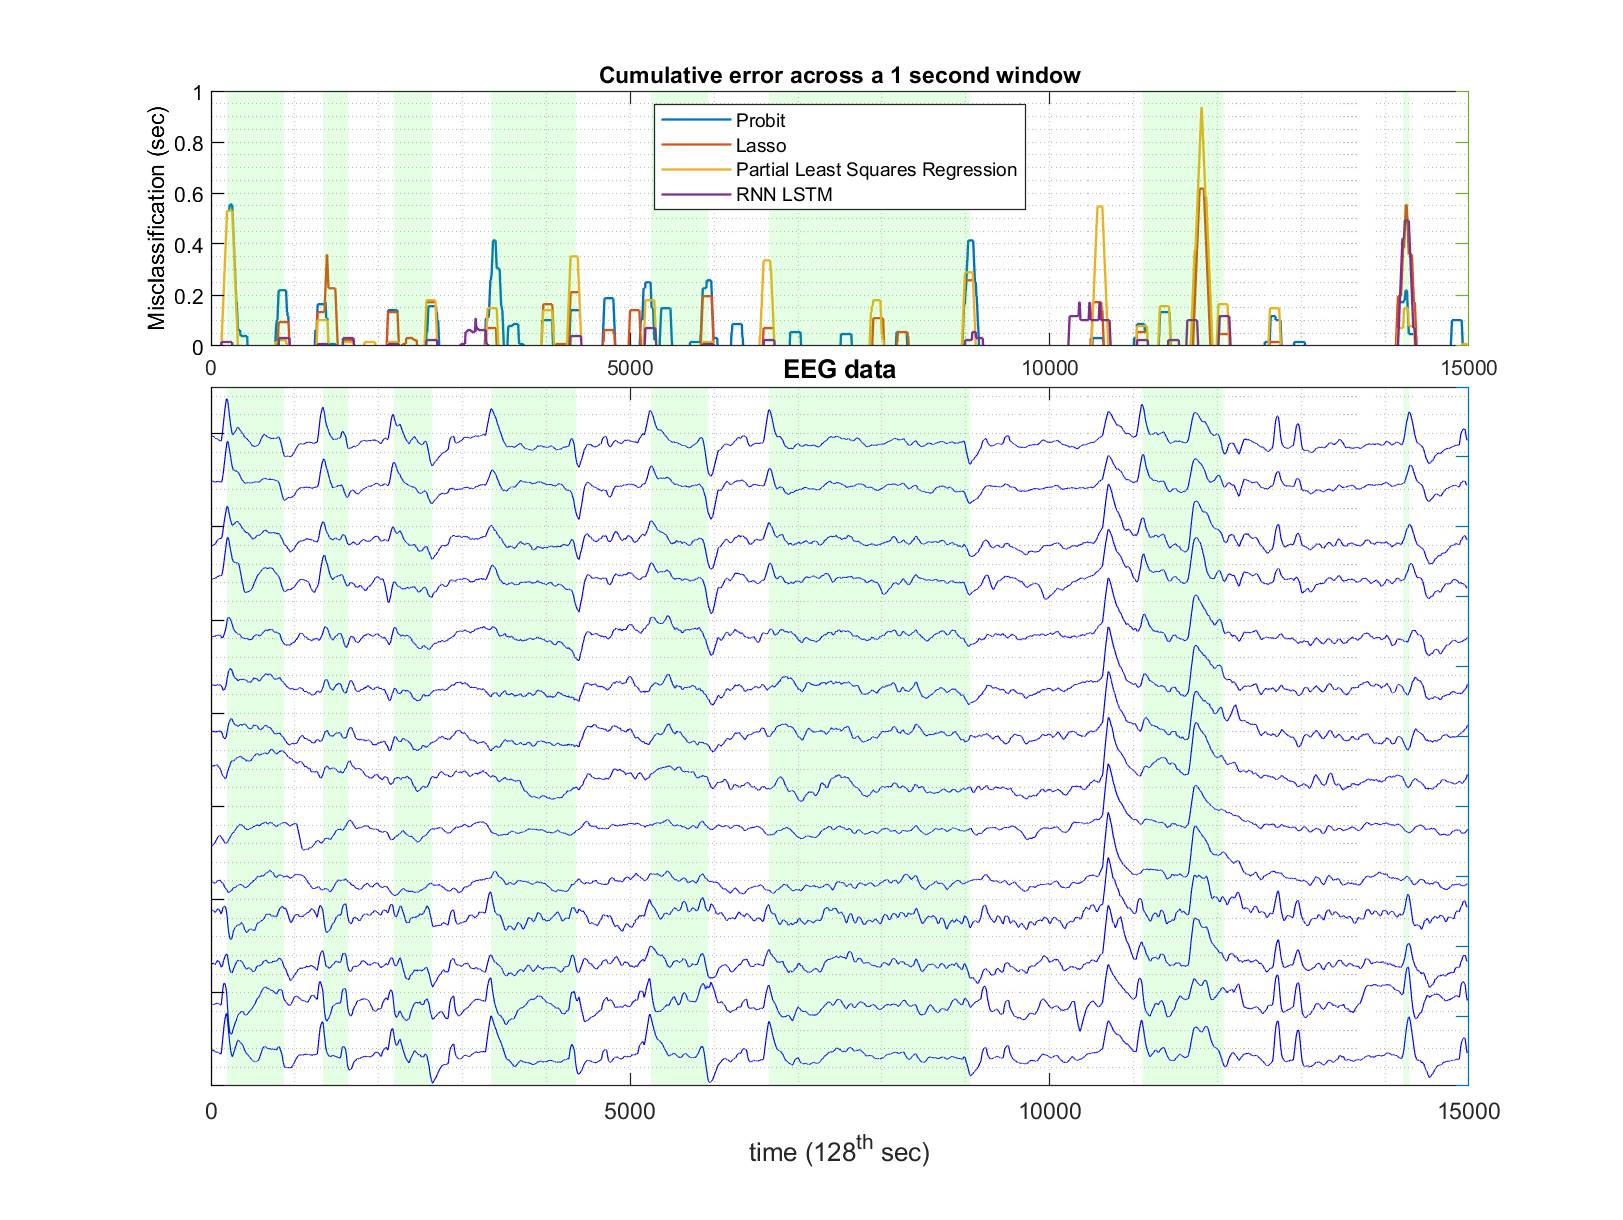 Cumulative error across a 1 second window
Misclassification (sec)
1
0.8
0.6
0.4
0.2
0
Probit
Lasso
Partial Least Squares Regression
RNN LSTM
0 5000 10000 15000
EEG data
0 5000 10000 15000
time (128th sec)